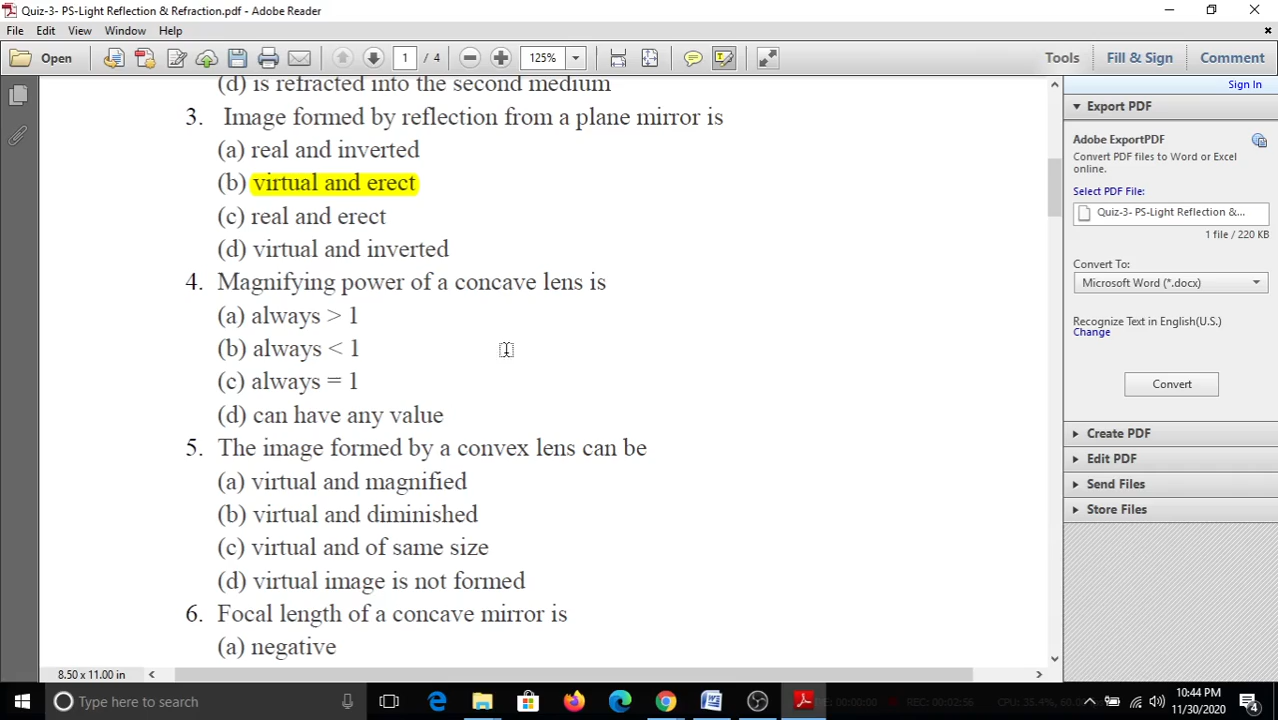 Quiz-3- PS-Light Reflection & Refraction.pdf - Adobe Reader
File Edit View Window Help
Open 1 / 4 125% Tools Fill & Sign Comment
Sign In
(d) is refracted into the second medium
3. Image formed by reflection from a plane mirror is
(a) real and inverted
(b) virtual and erect
(c) real and erect
(d) virtual and inverted
4. Magnifying power of a concave lens is
(a) always > 1
(b) always < 1
(c) always = 1
(d) can have any value
5. The image formed by a convex lens can be
(a) virtual and magnified
(b) virtual and diminished
(c) virtual and of same size
(d) virtual image is not formed
6. Focal length of a concave mirror is
(a) negative
8.50 x 11.00 in
Export PDF
Adobe ExportPDF
Convert PDF files to Word or Excel
online.
Select PDF File:
Quiz-3- PS-Light Reflection &...
1 file / 220 KB
Convert To:
Microsoft Word (*.docx)
Recognize Text in English(U.S.)
Change
Convert
Create PDF
Edit PDF
Send Files
Store Files
Type here to search
REC: 00:02:56
10:44 PM
11/30/2020
4